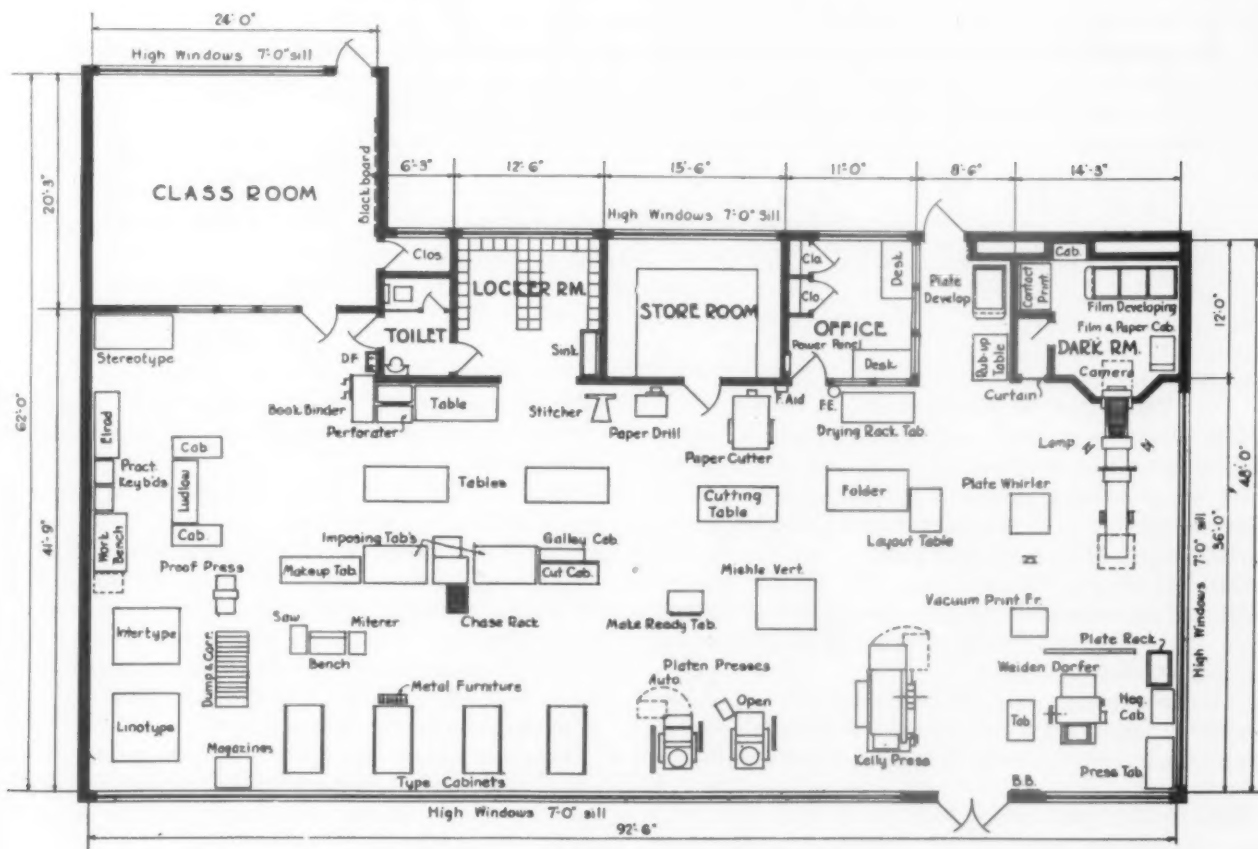 24'-0"
High Windows 7'-0" sill
CLASS ROOM
Blackboard
20'-3"
62'-0"
41'-9"
6'-3"
12'-6"
15'-6"
11'-0"
8'-6"
14'-3"
High Windows 7'-0" Sill
Clos.
LOCKER RM.
Sink
TOILET
D.F.
STORE ROOM
Clo.
Clo.
OFFICE
Desk
Desk
Power Panel
Plate
Develop
Rub-up
Table
Contact
Print
Cab.
Film Developing
Film & Paper Cab.
DARK RM.
Camera
Curtain
12'-0"
48'-0"
36'-0"
High Windows 7'-0" sill
Stereotype
Book Binder
Perforater
Table
Stitcher
Paper Drill
Paper Cutter
F. Aid
F.E.
Drying Rack Tab.
Lamp
Elrod
Pract.
Keybds.
Work
Bench
Cab.
Ludlow
Cab.
Tables
Cutting
Table
Folder
Layout Table
Plate Whirler
Proof Press
Imposing Tab's
Galley Cab.
Makeup Tab.
Cut Cab.
Chase Rack
Miehle Vert.
Make Ready Tab.
Vacuum Print Fr.
Intertype
Saw
Miterer
Bench
Dump & Corr.
Linotype
Magazines
Metal Furniture
Type Cabinets
Platen Presses
Auto.
Open
Kelly Press
Plate Rack
Weiden Dorfer
Tab
Neg.
Cab.
Press Tab.
B.B.
High Windows 7'-0" sill
92'-6"